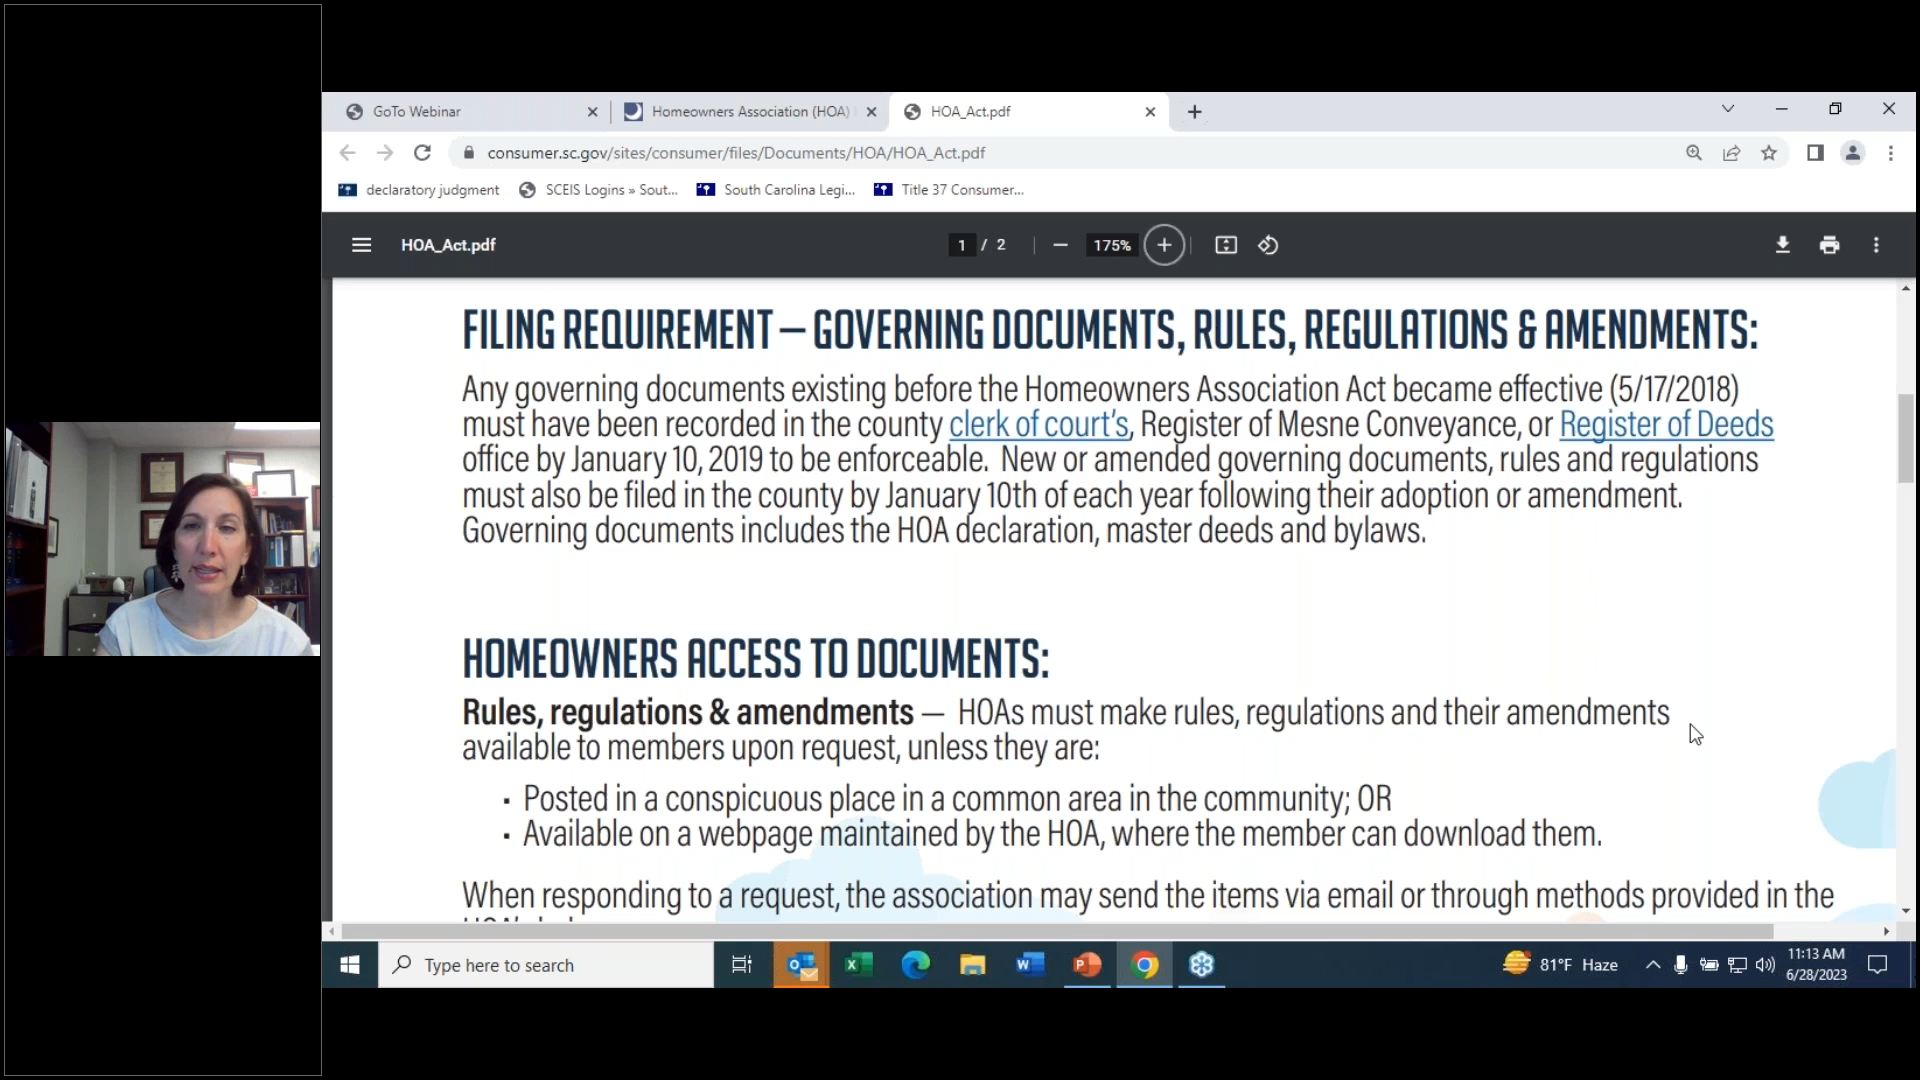 GoTo Webinar
Homeowners Association (HOA)
HOA_Act.pdf
consumer.sc.gov/sites/consumer/files/Documents/HOA/HOA_Act.pdf
declaratory judgment
SCEIS Logins » Sout...
South Carolina Legi...
Title 37 Consumer...
HOA_Act.pdf
1 / 2
175%
FILING REQUIREMENT – GOVERNING DOCUMENTS, RULES, REGULATIONS & AMENDMENTS:
Any governing documents existing before the Homeowners Association Act became effective (5/17/2018)
must have been recorded in the county clerk of court's, Register of Mesne Conveyance, or Register of Deeds
office by January 10, 2019 to be enforceable. New or amended governing documents, rules and regulations
must also be filed in the county by January 10th of each year following their adoption or amendment.
Governing documents includes the HOA declaration, master deeds and bylaws.
HOMEOWNERS ACCESS TO DOCUMENTS:
Rules, regulations & amendments – HOAs must make rules, regulations and their amendments
available to members upon request, unless they are:
· Posted in a conspicuous place in a common area in the community; OR
· Available on a webpage maintained by the HOA, where the member can download them.
When responding to a request, the association may send the items via email or through methods provided in the
Type here to search
81°F Haze
11:13 AM
6/28/2023